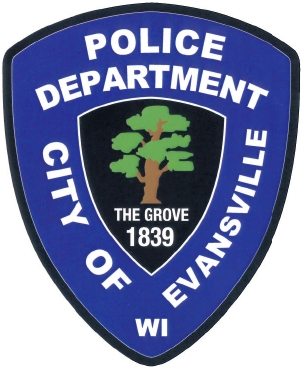 POLICE
DEPARTMENT
CITY OF
EVANSVILLE
THE GROVE
1839
WI